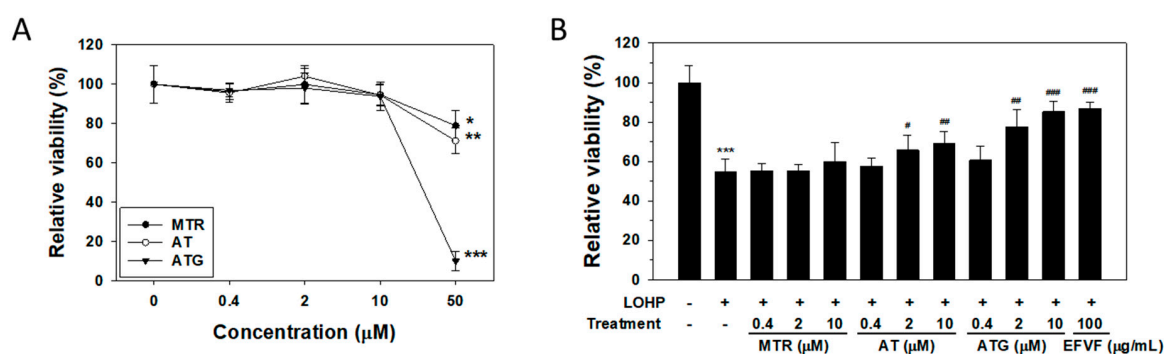 A
Relative viability (%)
120
100
80
60
40
20
0
MTR
AT
ATG
*
**
***
0 0.4 2 10 50
Concentration (μM)
B
Relative viability (%)
120
100
80
60
40
20
0
***
#
##
##
###
###
LOHP - + + + + + + + + + + +
Treatment - - 0.4 2 10 0.4 2 10 0.4 2 10 100
MTR (μM) AT (μM) ATG (μM) EFVF (μg/mL)